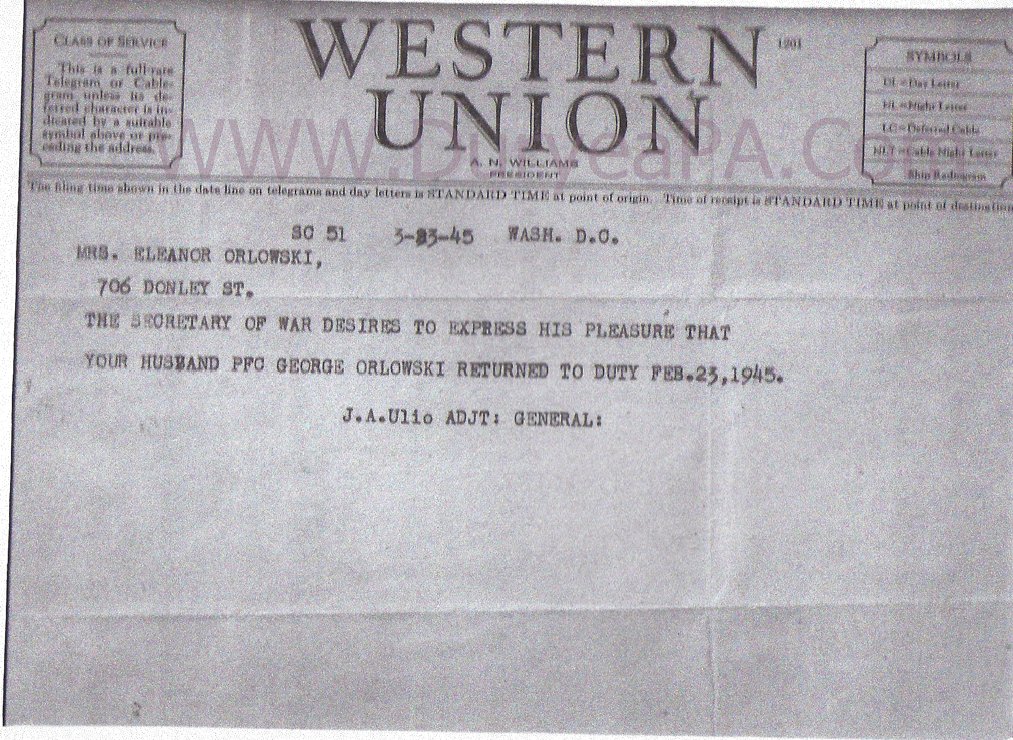 WESTERN
UNION
1201
A. N. WILLIAMS
PRESIDENT
CLASS OF SERVICE
This is a full-rate
Telegram or Cable-
gram unless its de-
ferred character is in-
dicated by a suitable
symbol above or pre-
ceding the address.
SYMBOLS
DL=Day Letter
NL=Night Letter
LC=Deferred Cable
NLT=Cable Night Letter
Ship Radiogram
The filing time shown in the date line on telegrams and day letters is STANDARD TIME at point of origin. Time of receipt is STANDARD TIME at point of destination
SC 51 3-23-45 WASH. D.C.
MRS. ELEANOR ORLOWSKI,
706 DONLEY ST.
THE SECRETARY OF WAR DESIRES TO EXPRESS HIS PLEASURE THAT
YOUR HUSBAND PFC GEORGE ORLOWSKI RETURNED TO DUTY FEB.23,1945.
J.A.Ulio ADJT: GENERAL:
WWW.DuryeaPA.Com